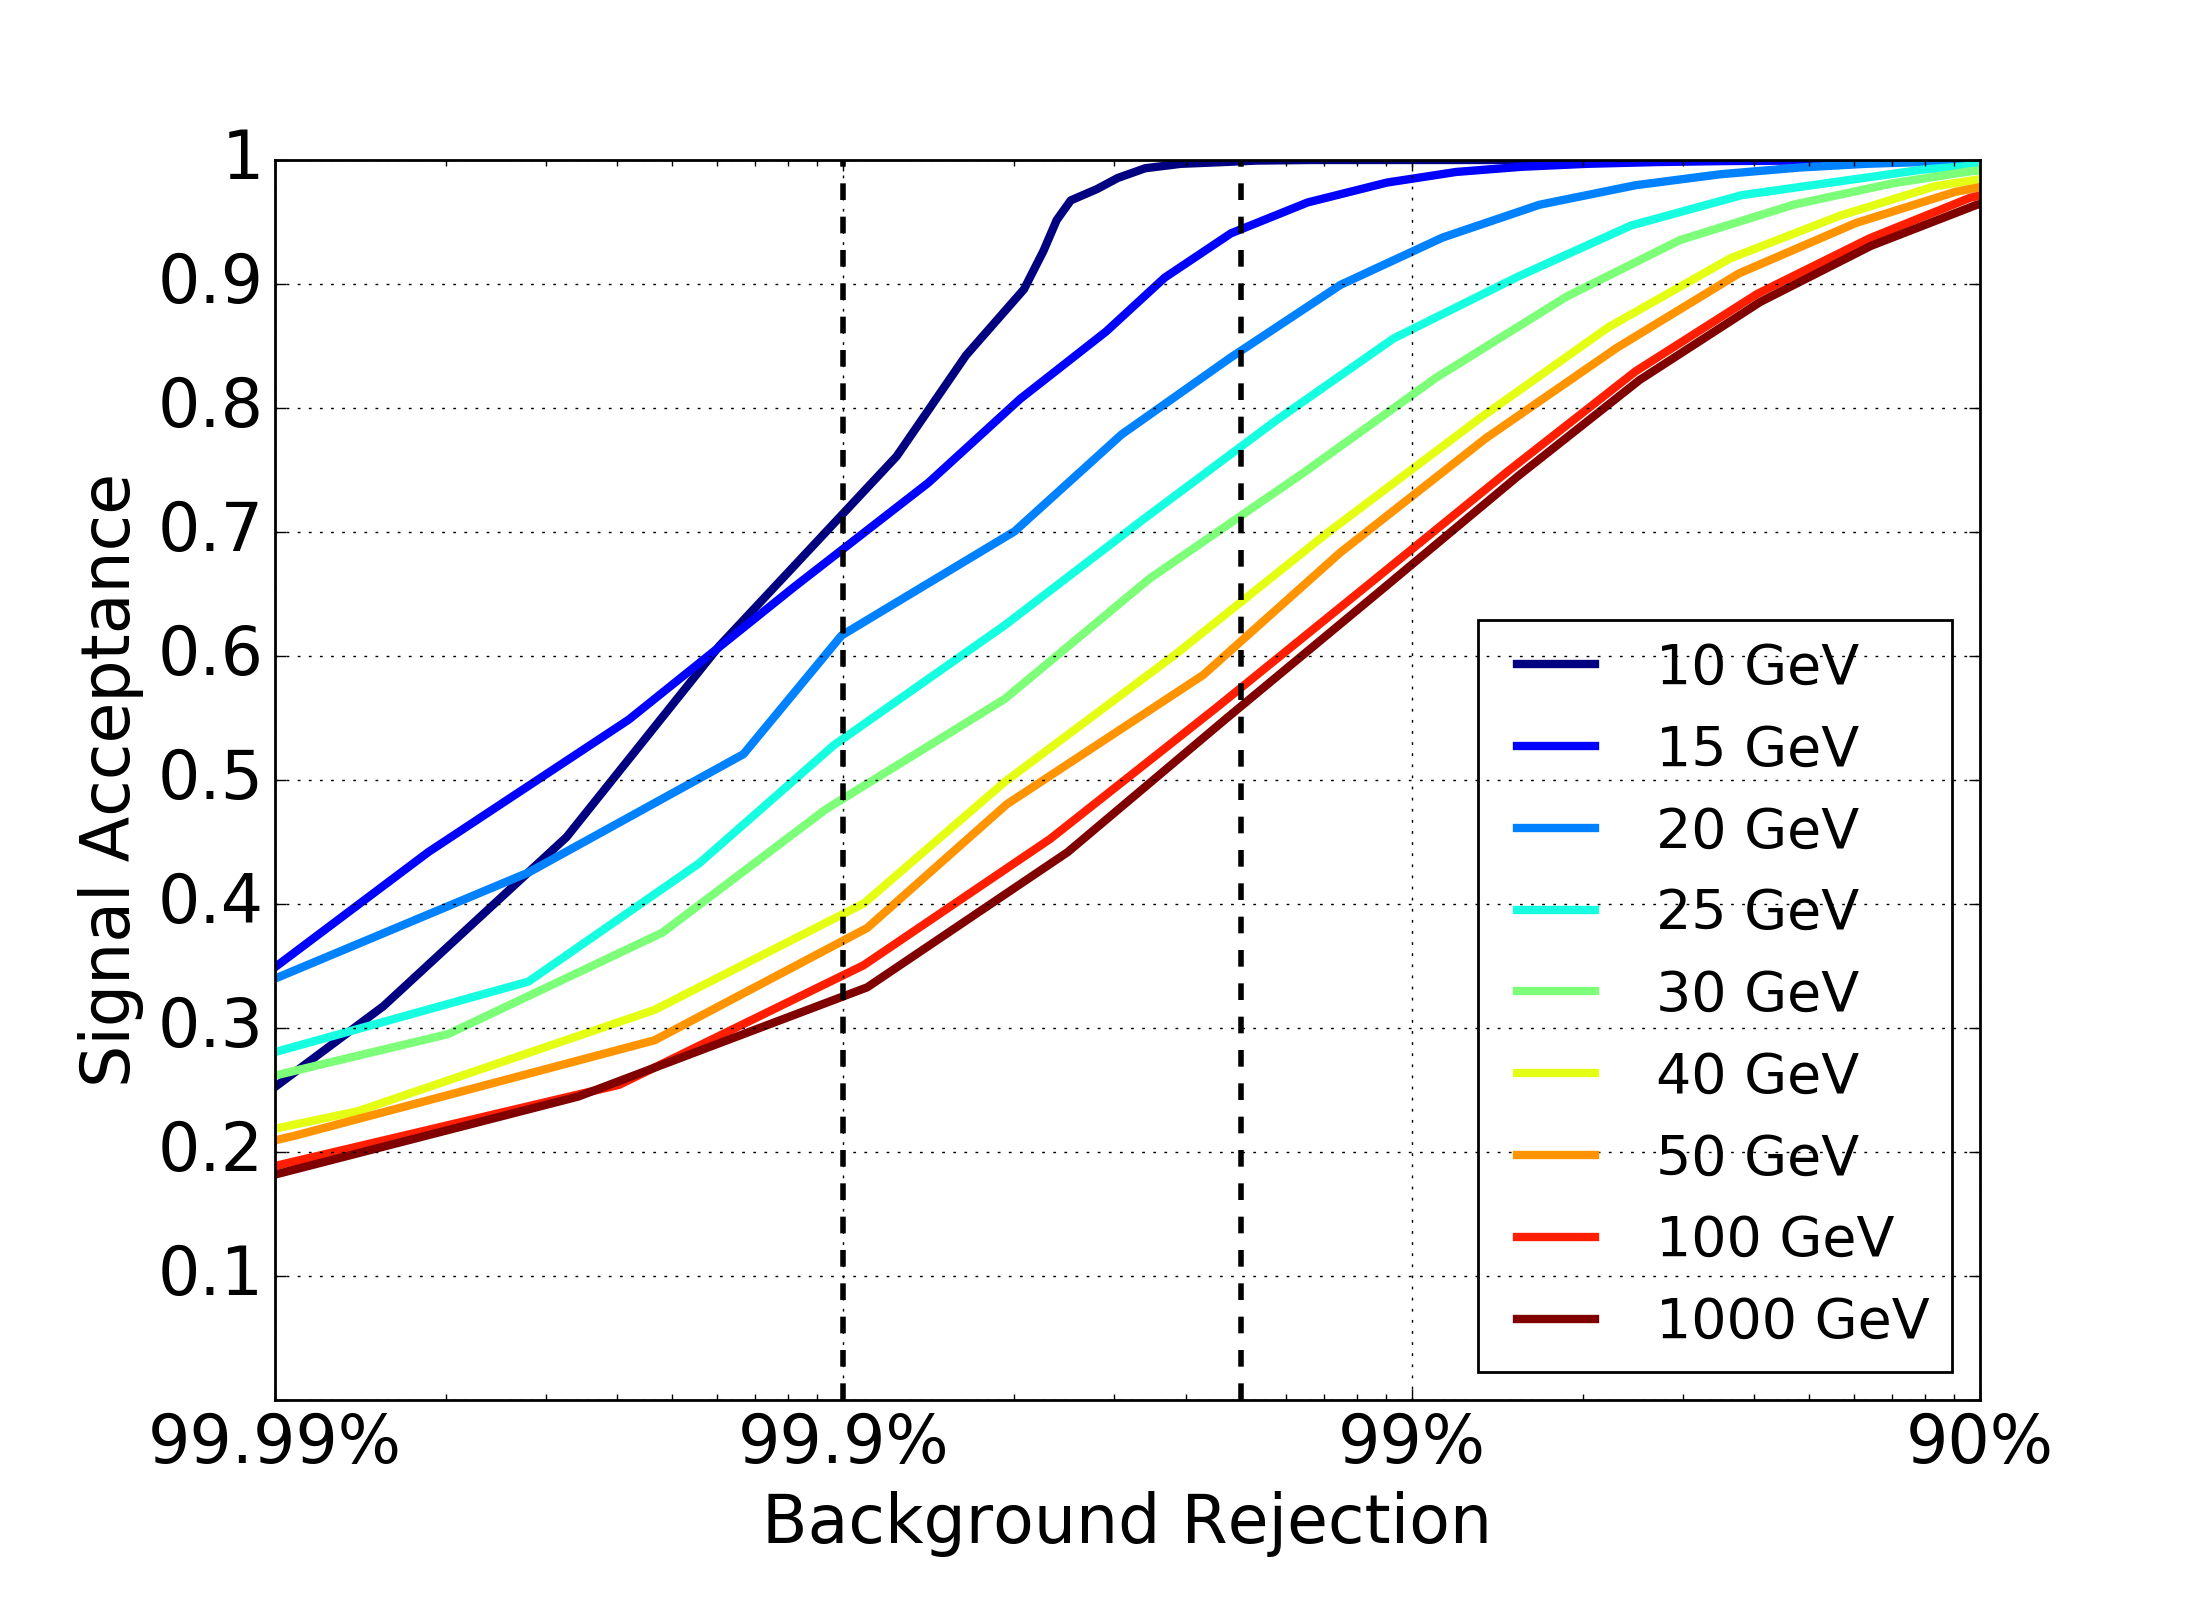 1
0.9
0.8
0.7
0.6
0.5
0.4
0.3
0.2
0.1
Signal Acceptance
10 GeV
15 GeV
20 GeV
25 GeV
30 GeV
40 GeV
50 GeV
100 GeV
1000 GeV
99.99% 99.9% 99% 90%
Background Rejection